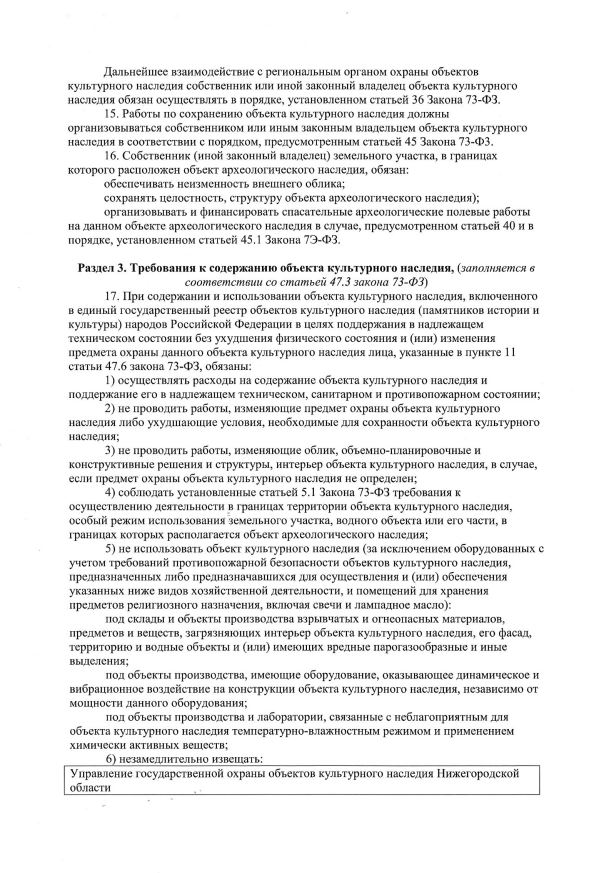 Дальнейшее взаимодействие с региональным органом охраны объектов
культурного наследия собственник или иной законный владелец объекта культурного
наследия обязан осуществлять в порядке, установленном статьей 36 Закона 73-ФЗ.
15. Работы по сохранению объекта культурного наследия должны
организовываться собственником или иным законным владельцем объекта культурного
наследия в соответствии с порядком, предусмотренным статьей 45 Закона 73-ФЗ.
16. Собственник (иной законный владелец) земельного участка, в границах
которого расположен объект археологического наследия, обязан:
обеспечивать неизменность внешнего облика;
сохранять целостность, структуру объекта археологического наследия);
организовывать и финансировать спасательные археологические полевые работы
на данном объекте археологического наследия в случае, предусмотренном статьей 40 и в
порядке, установленном статьей 45.1 Закона 7Э-ФЗ.
Раздел 3. Требования к содержанию объекта культурного наследия, (заполняется в
соответствии со статьей 47.3 закона 73-ФЗ)
17. При содержании и использовании объекта культурного наследия, включенного
в единый государственный реестр объектов культурного наследия (памятников истории и
культуры) народов Российской Федерации в целях поддержания в надлежащем
техническом состоянии без ухудшения физического состояния и (или) изменения
предмета охраны данного объекта культурного наследия лица, указанные в пункте 11
статьи 47.6 закона 73-ФЗ, обязаны:
1) осуществлять расходы на содержание объекта культурного наследия и
поддержание его в надлежащем техническом, санитарном и противопожарном состоянии;
2) не проводить работы, изменяющие предмет охраны объекта культурного
наследия либо ухудшающие условия, необходимые для сохранности объекта культурного
наследия;
3) не проводить работы, изменяющие облик, объемно-планировочные и
конструктивные решения и структуры, интерьер объекта культурного наследия, в случае,
если предмет охраны объекта культурного наследия не определен;
4) соблюдать установленные статьей 5.1 Закона 73-ФЗ требования к
осуществлению деятельности в границах территории объекта культурного наследия,
особый режим использования земельного участка, водного объекта или его части, в
границах которых располагается объект археологического наследия;
5) не использовать объект культурного наследия (за исключением оборудованных с
учетом требований противопожарной безопасности объектов культурного наследия,
предназначенных либо предназначавшихся для осуществления и (или) обеспечения
указанных ниже видов хозяйственной деятельности, и помещений для хранения
предметов религиозного назначения, включая свечи и лампадное масло):
под склады и объекты производства взрывчатых и огнеопасных материалов,
предметов и веществ, загрязняющих интерьер объекта культурного наследия, его фасад,
территорию и водные объекты и (или) имеющих вредные парогазообразные и иные
выделения;
под объекты производства, имеющие оборудование, оказывающее динамическое и
вибрационное воздействие на конструкции объекта культурного наследия, независимо от
мощности данного оборудования;
под объекты производства и лаборатории, связанные с неблагоприятным для
объекта культурного наследия температурно-влажностным режимом и применением
химически активных веществ;
6) незамедлительно извещать:
Управление государственной охраны объектов культурного наследия Нижегородской
области